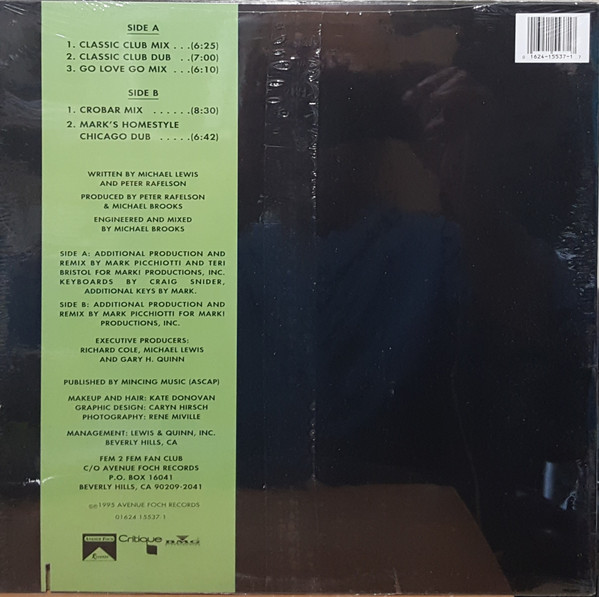 SIDE A
1. CLASSIC CLUB MIX . . .(6:25)
2. CLASSIC CLUB DUB . .(7:00)
3. GO LOVE GO MIX . . .(6:10)
SIDE B
1. CROBAR MIX . . . . . .(8:30)
2. MARK'S HOMESTYLE
CHICAGO DUB . . . . .(6:42)
WRITTEN BY MICHAEL LEWIS
AND PETER RAFELSON
PRODUCED BY PETER RAFELSON
& MICHAEL BROOKS
ENGINEERED AND MIXED
BY MICHAEL BROOKS
SIDE A: ADDITIONAL PRODUCTION AND
REMIX BY MARK PICCHIOTTI AND TERI
BRISTOL FOR MARKI PRODUCTIONS, INC.
KEYBOARDS BY CRAIG SNIDER,
ADDITIONAL KEYS BY MARK.
SIDE B: ADDITIONAL PRODUCTION AND
REMIX BY MARK PICCHIOTTI FOR MARKI
PRODUCTIONS, INC.
EXECUTIVE PRODUCERS:
RICHARD COLE, MICHAEL LEWIS
AND GARY H. QUINN
PUBLISHED BY MINCING MUSIC (ASCAP)
MAKEUP AND HAIR: KATE DONOVAN
GRAPHIC DESIGN: CARYN HIRSCH
PHOTOGRAPHY: RENE MIVILLE
MANAGEMENT: LEWIS & QUINN, INC.
BEVERLY HILLS, CA
FEM 2 FEM FAN CLUB
C/O AVENUE FOCH RECORDS
P.O. BOX 16041
BEVERLY HILLS, CA 90209-2041
℗©1995 AVENUE FOCH RECORDS
01624 15537 1
AVENUE FOCH
RECORDS
Critique
BMG
0 1624-15537-1 1